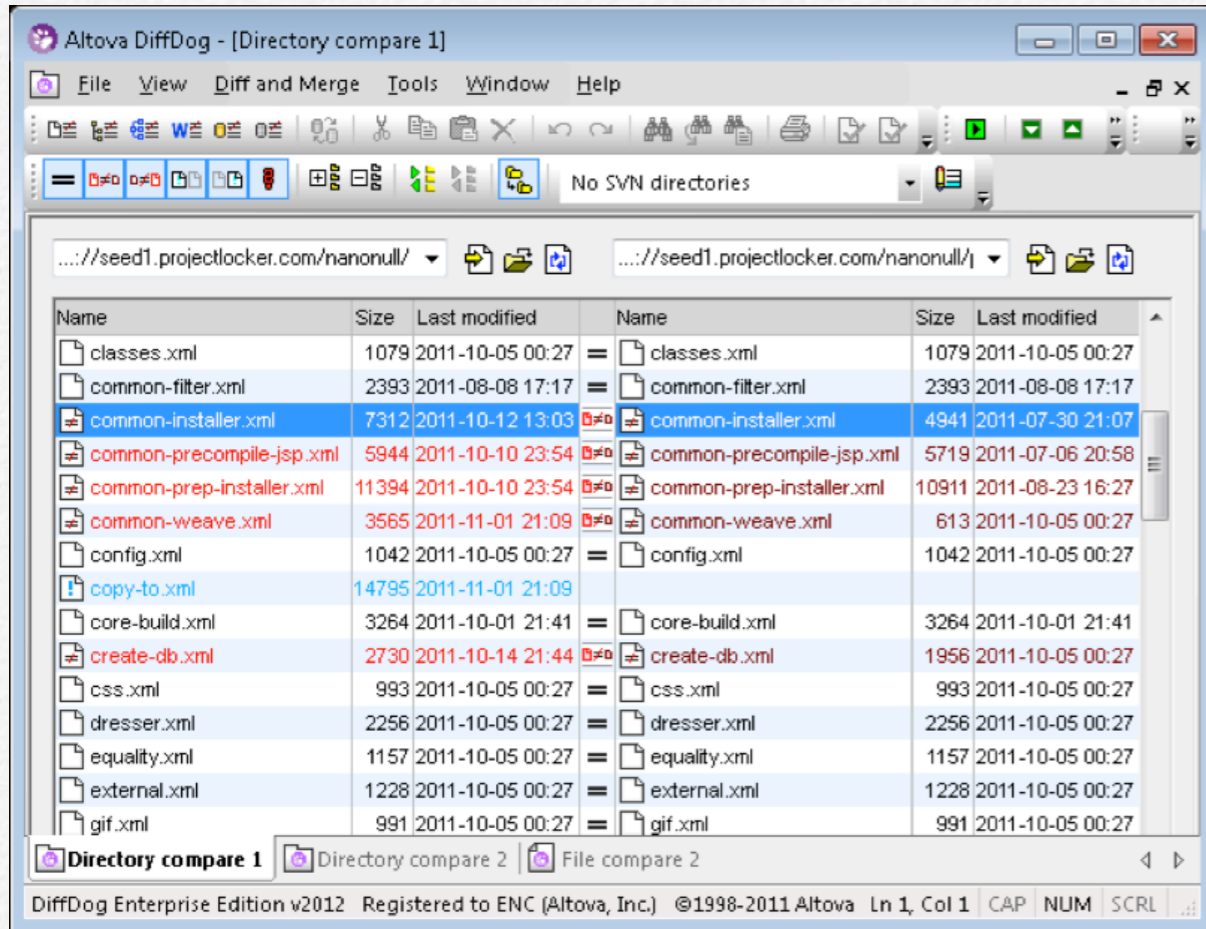 Altova DiffDog - [Directory compare 1]
File View Diff and Merge Tools Window Help
No SVN directories
...://seed1.projectlocker.com/nanonull/ ...://seed1.projectlocker.com/nanonull/
Name Size Last modified Name Size Last modified
classes.xml 1079 2011-10-05 00:27 = classes.xml 1079 2011-10-05 00:27
common-filter.xml 2393 2011-08-08 17:17 = common-filter.xml 2393 2011-08-08 17:17
common-installer.xml 7312 2011-10-12 13:03 common-installer.xml 4941 2011-07-30 21:07
common-precompile-jsp.xml 5944 2011-10-10 23:54 common-precompile-jsp.xml 5719 2011-07-06 20:58
common-prep-installer.xml 11394 2011-10-10 23:54 common-prep-installer.xml 10911 2011-08-23 16:27
common-weave.xml 3565 2011-11-01 21:09 common-weave.xml 613 2011-10-05 00:27
config.xml 1042 2011-10-05 00:27 = config.xml 1042 2011-10-05 00:27
copy-to.xml 14795 2011-11-01 21:09
core-build.xml 3264 2011-10-01 21:41 = core-build.xml 3264 2011-10-01 21:41
create-db.xml 2730 2011-10-14 21:44 create-db.xml 1956 2011-10-05 00:27
css.xml 993 2011-10-05 00:27 = css.xml 993 2011-10-05 00:27
dresser.xml 2256 2011-10-05 00:27 = dresser.xml 2256 2011-10-05 00:27
equality.xml 1157 2011-10-05 00:27 = equality.xml 1157 2011-10-05 00:27
external.xml 1228 2011-10-05 00:27 = external.xml 1228 2011-10-05 00:27
gif.xml 991 2011-10-05 00:27 = gif.xml 991 2011-10-05 00:27
Directory compare 1 Directory compare 2 File compare 2
DiffDog Enterprise Edition v2012 Registered to ENC (Altova, Inc.) ©1998-2011 Altova Ln 1, Col 1 CAP NUM SCRL